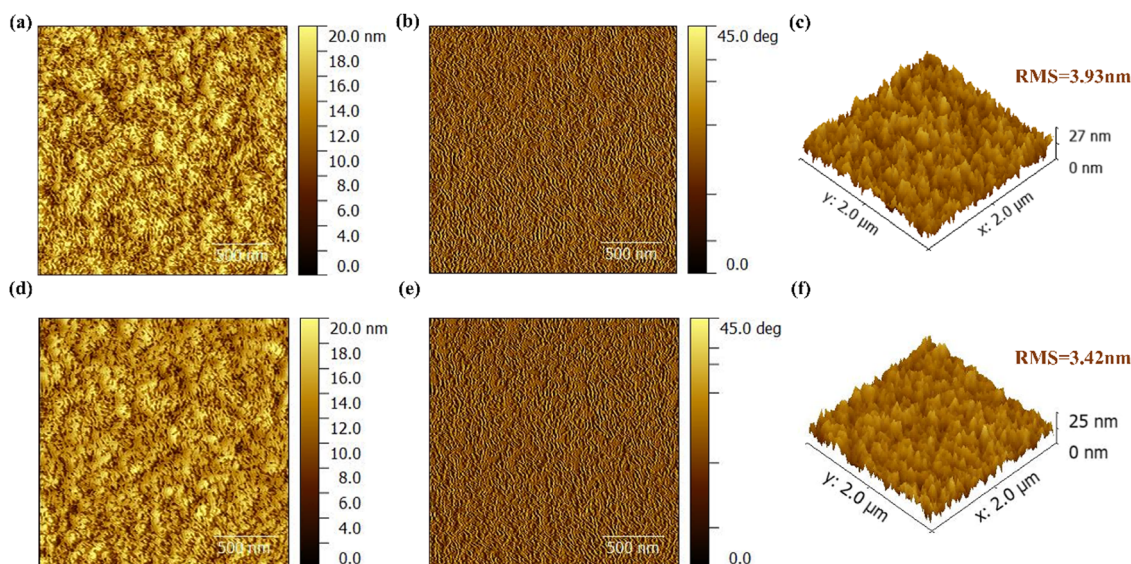 (a)
20.0 nm
18.0
16.0
14.0
12.0
10.0
8.0
6.0
4.0
0.0
500 nm
(b)
45.0 deg
0.0
500 nm
(c)
RMS=3.93nm
27 nm
0 nm
y: 2.0 µm
x: 2.0 µm
(d)
20.0 nm
18.0
16.0
14.0
12.0
10.0
8.0
6.0
4.0
0.0
500 nm
(e)
45.0 deg
0.0
500 nm
(f)
RMS=3.42nm
25 nm
0 nm
y: 2.0 µm
x: 2.0 µm